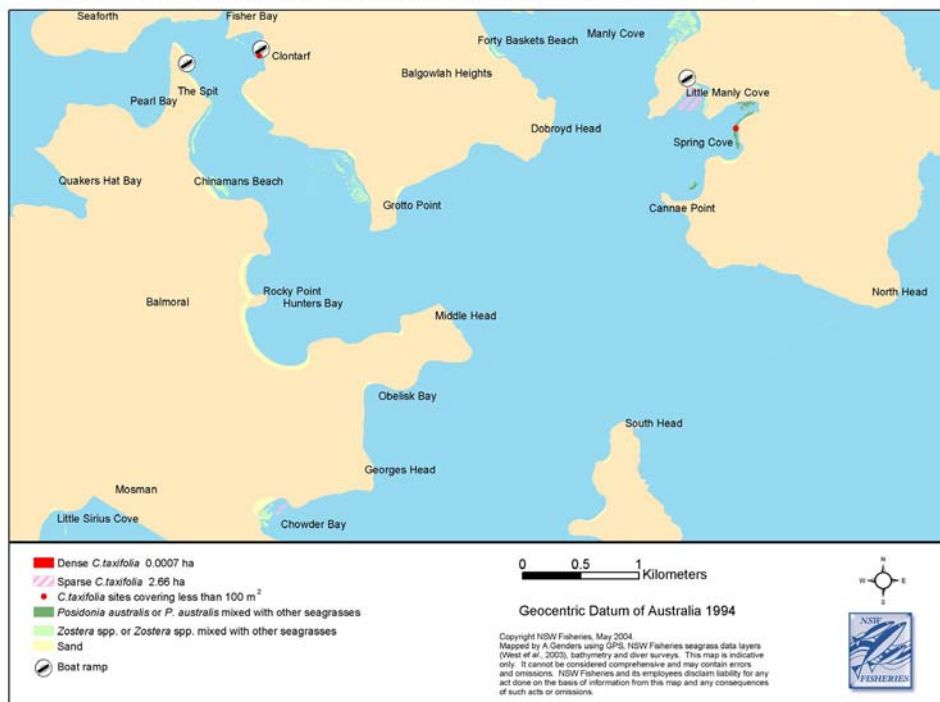 Seaforth
Fisher Bay
Clontarf
Forty Baskets Beach
Manly Cove
Balgowlah Heights
The Spit
Pearl Bay
Little Manly Cove
Dobroyd Head
Spring Cove
Quakers Hat Bay
Chinamans Beach
Grotto Point
Cannae Point
Rocky Point
Hunters Bay
Balmoral
North Head
Middle Head
Obelisk Bay
South Head
Georges Head
Mosman
Little Sirius Cove
Chowder Bay
Dense C.taxifolia 0.0007 ha
Sparse C.taxifolia 2.66 ha
C.taxifolia sites covering less than 100 m²
Posidonia australis or P. australis mixed with other seagrasses
Zostera spp. or Zostera spp. mixed with other seagrasses
Sand
Boat ramp
0 0.5 1
Kilometers
Geocentric Datum of Australia 1994
Copyright NSW Fisheries, May 2004.
Mapped by A.Genders using GPS, NSW Fisheries seagrass data layers
(West et al., 2003), bathymetry and diver surveys. This map is indicative
only. It cannot be considered comprehensive and may contain errors
and omissions. NSW Fisheries and its employees disclaim liability for any
act done on the basis of information from this map and any consequences
of such acts or omissions.
N
W E
S
NSW
FISHERIES